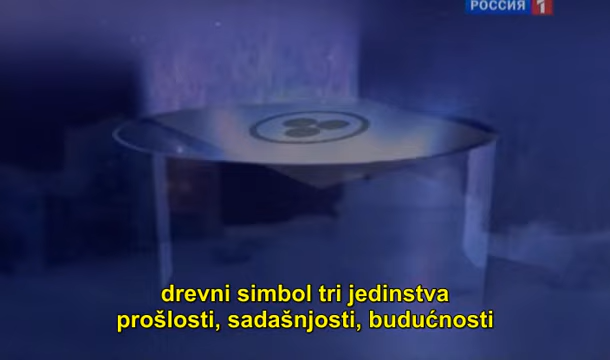 РОССИЯ 1
drevni simbol tri jedinstva
prošlosti, sadašnjosti, budućnosti